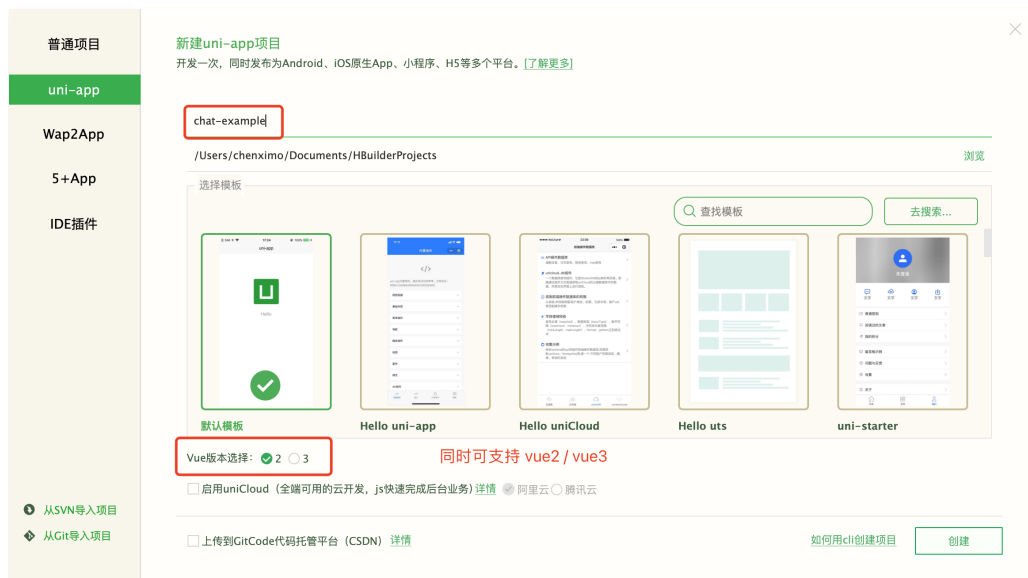 普通项目
uni-app
Wap2App
5+App
IDE插件
从SVN导入项目
从Git导入项目
新建uni-app项目
开发一次，同时发布为Android、iOS原生App、小程序、H5等多个平台。[了解更多]
chat-example
/Users/chenximo/Documents/HBuilderProjects
浏览
选择模板
查找模板
去搜索...
uni-app
Hello
默认模板
Hello uni-app
Hello uniCloud
Hello uts
uni-starter
Vue版本选择： 2 3
同时可支持 vue2 / vue3
启用uniCloud（全端可用的云开发，js快速完成后台业务）详情 阿里云 腾讯云
上传到GitCode代码托管平台（CSDN） 详情
如何用cli创建项目
创建